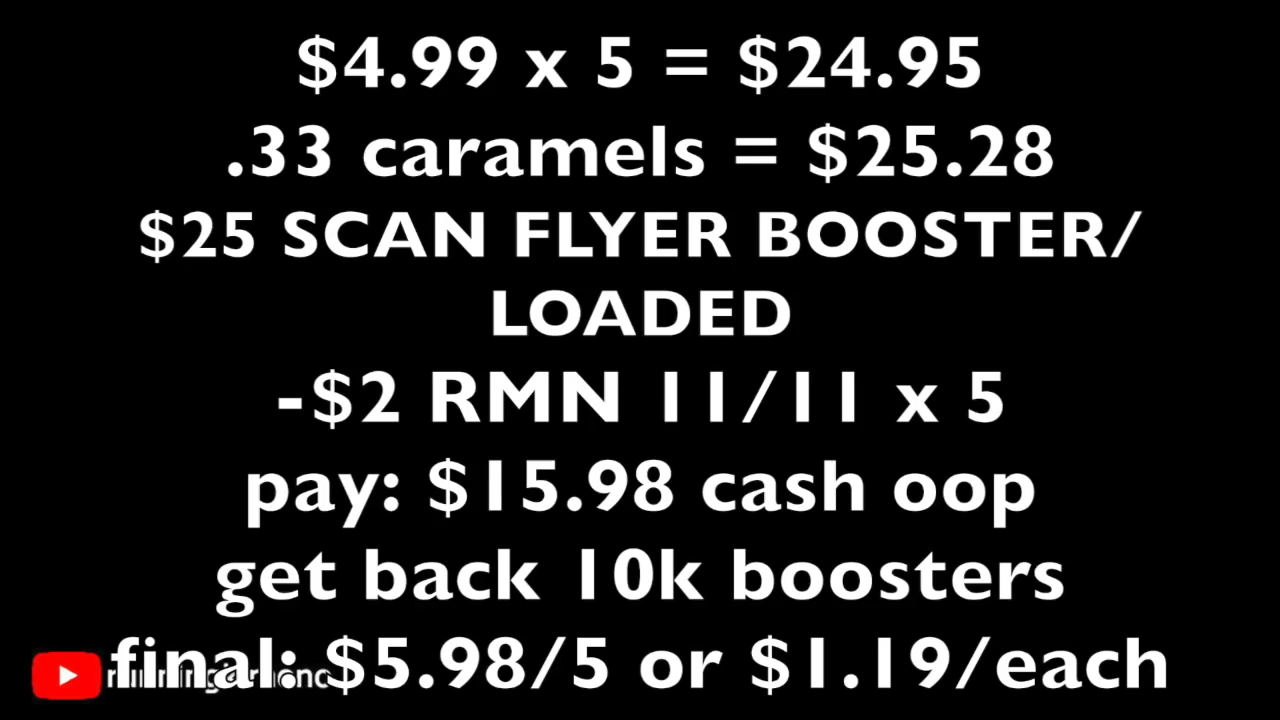 $4.99 x 5 = $24.95
.33 caramels = $25.28
$25 SCAN FLYER BOOSTER/
LOADED
-$2 RMN 11/11 x 5
pay: $15.98 cash oop
get back 10k boosters
final: $5.98/5 or $1.19/each